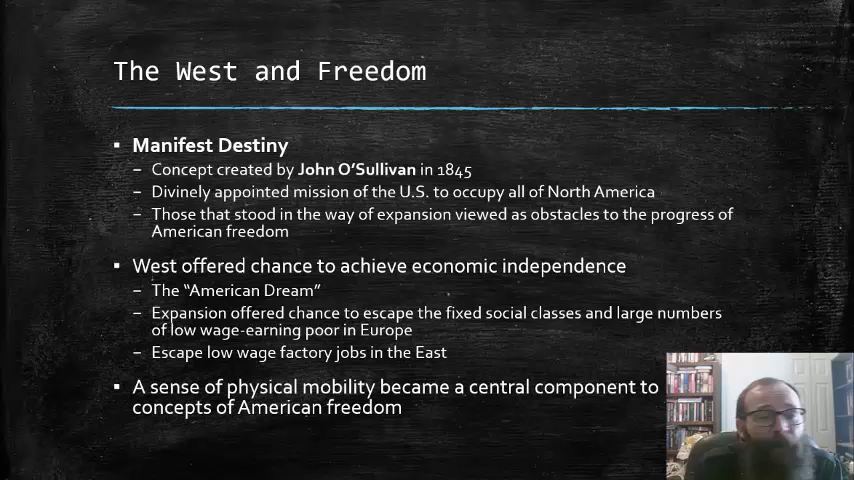 The West and Freedom
▪ Manifest Destiny
– Concept created by John O'Sullivan in 1845
– Divinely appointed mission of the U.S. to occupy all of North America
– Those that stood in the way of expansion viewed as obstacles to the progress of
American freedom
▪ West offered chance to achieve economic independence
– The “American Dream”
– Expansion offered chance to escape the fixed social classes and large numbers
of low wage-earning poor in Europe
– Escape low wage factory jobs in the East
▪ A sense of physical mobility became a central component to
concepts of American freedom